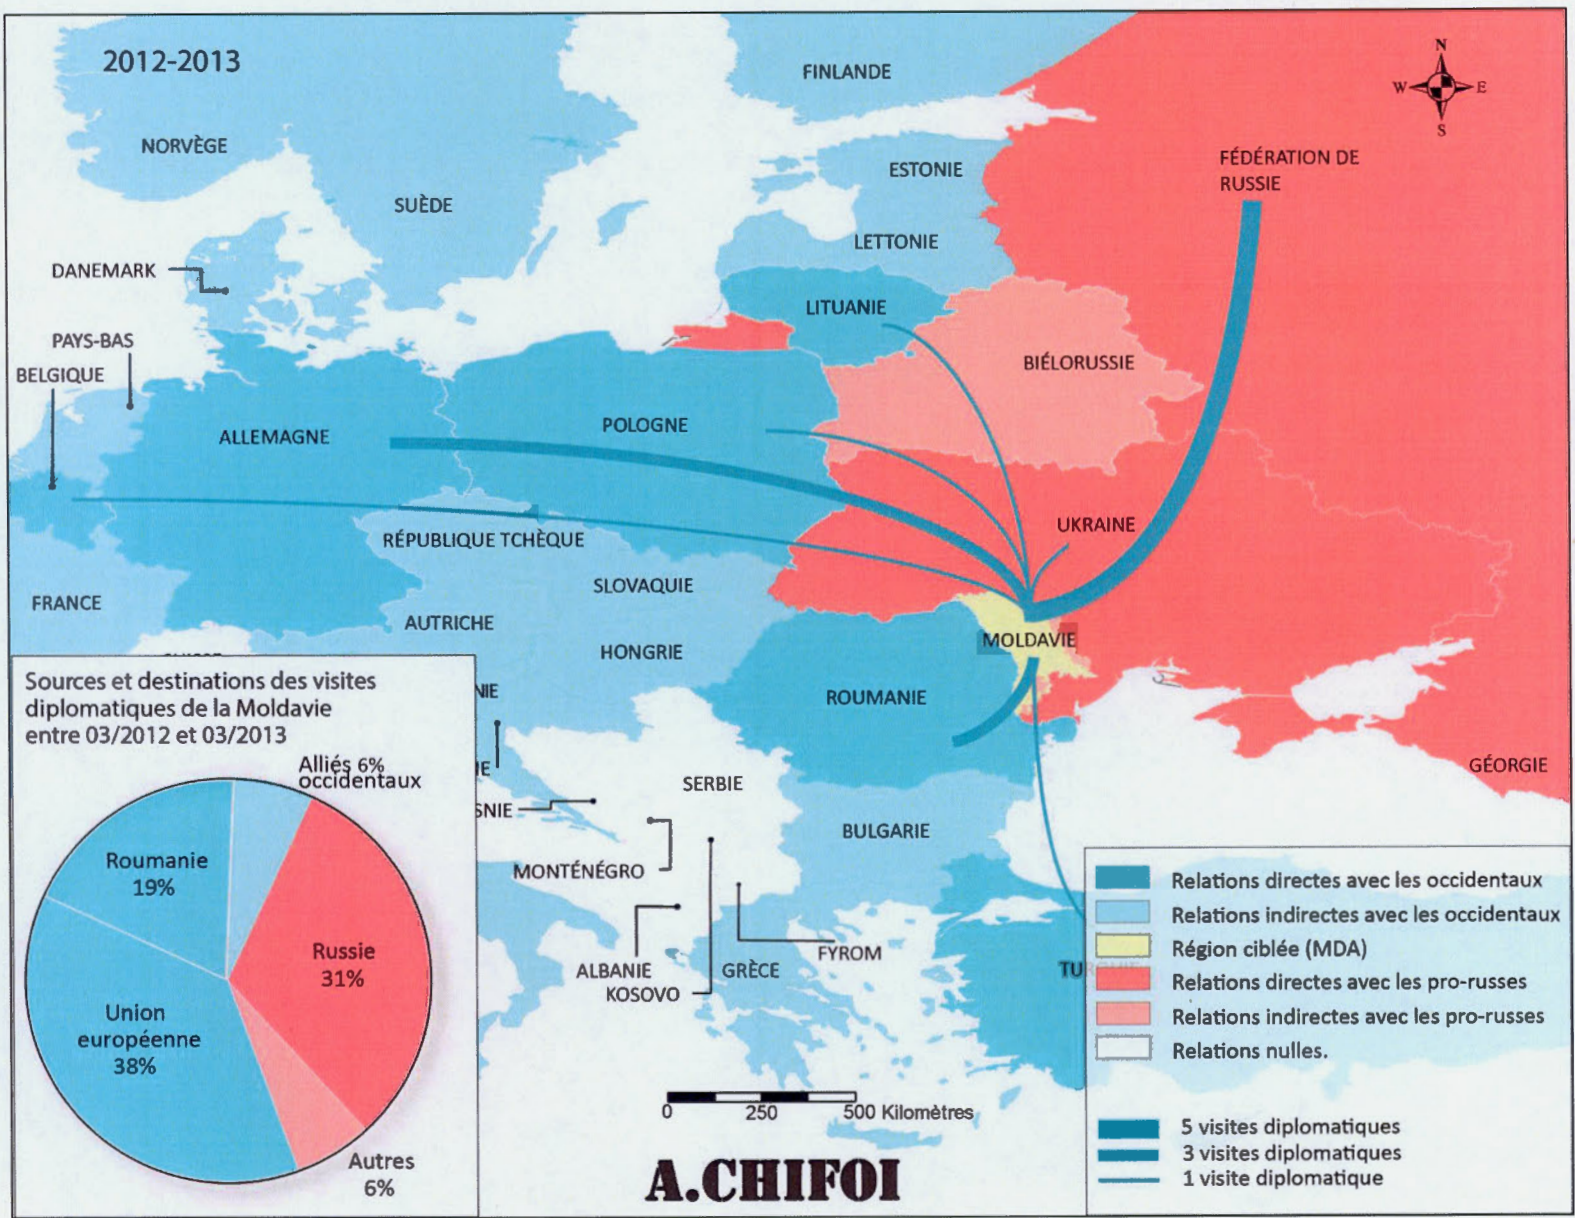 2012-2013
N
W
E
S
FINLANDE
NORVÈGE
SUÈDE
ESTONIE
LETTONIE
FÉDÉRATION DE
RUSSIE
DANEMARK
LITUANIE
PAYS-BAS
BELGIQUE
BIÉLORUSSIE
ALLEMAGNE
POLOGNE
UKRAINE
RÉPUBLIQUE TCHÈQUE
SLOVAQUIE
FRANCE
AUTRICHE
MOLDAVIE
HONGRIE
ROUMANIE
NIE
IE
SNIE
SERBIE
GÉORGIE
BULGARIE
MONTÉNÉGRO
ALBANIE
KOSOVO
FYROM
GRÈCE
TU
Sources et destinations des visites
diplomatiques de la Moldavie
entre 03/2012 et 03/2013
Alliés 6%
occidentaux
Roumanie
19%
Russie
31%
Union
européenne
38%
Autres
6%
Relations directes avec les occidentaux
Relations indirectes avec les occidentaux
Région ciblée (MDA)
Relations directes avec les pro-russes
Relations indirectes avec les pro-russes
Relations nulles.
5 visites diplomatiques
3 visites diplomatiques
1 visite diplomatique
0 250 500 Kilomètres
A.CHIFOI